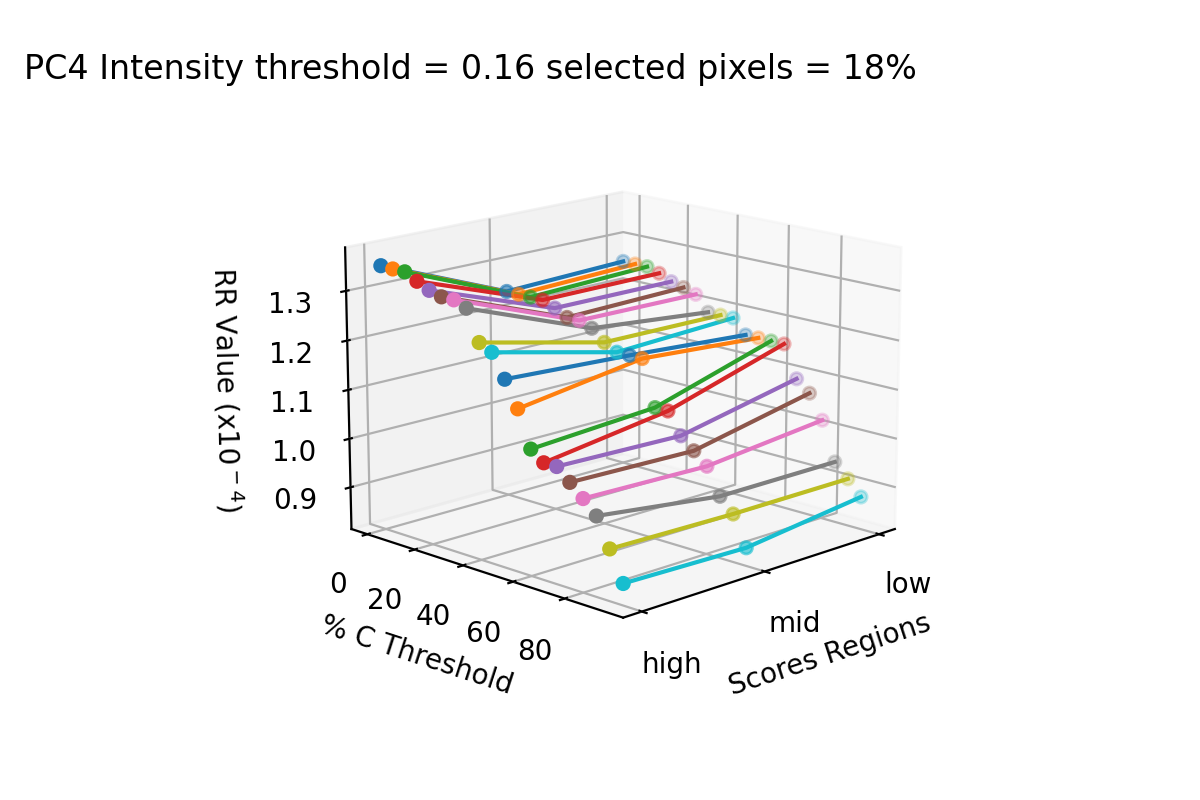 PC4 Intensity threshold = 0.16 selected pixels = 18%
RR Value (x10⁻⁴)
1.3
1.2
1.1
1.0
0.9
0
20
40
60
80
% C Threshold
high
mid
low
Scores Regions